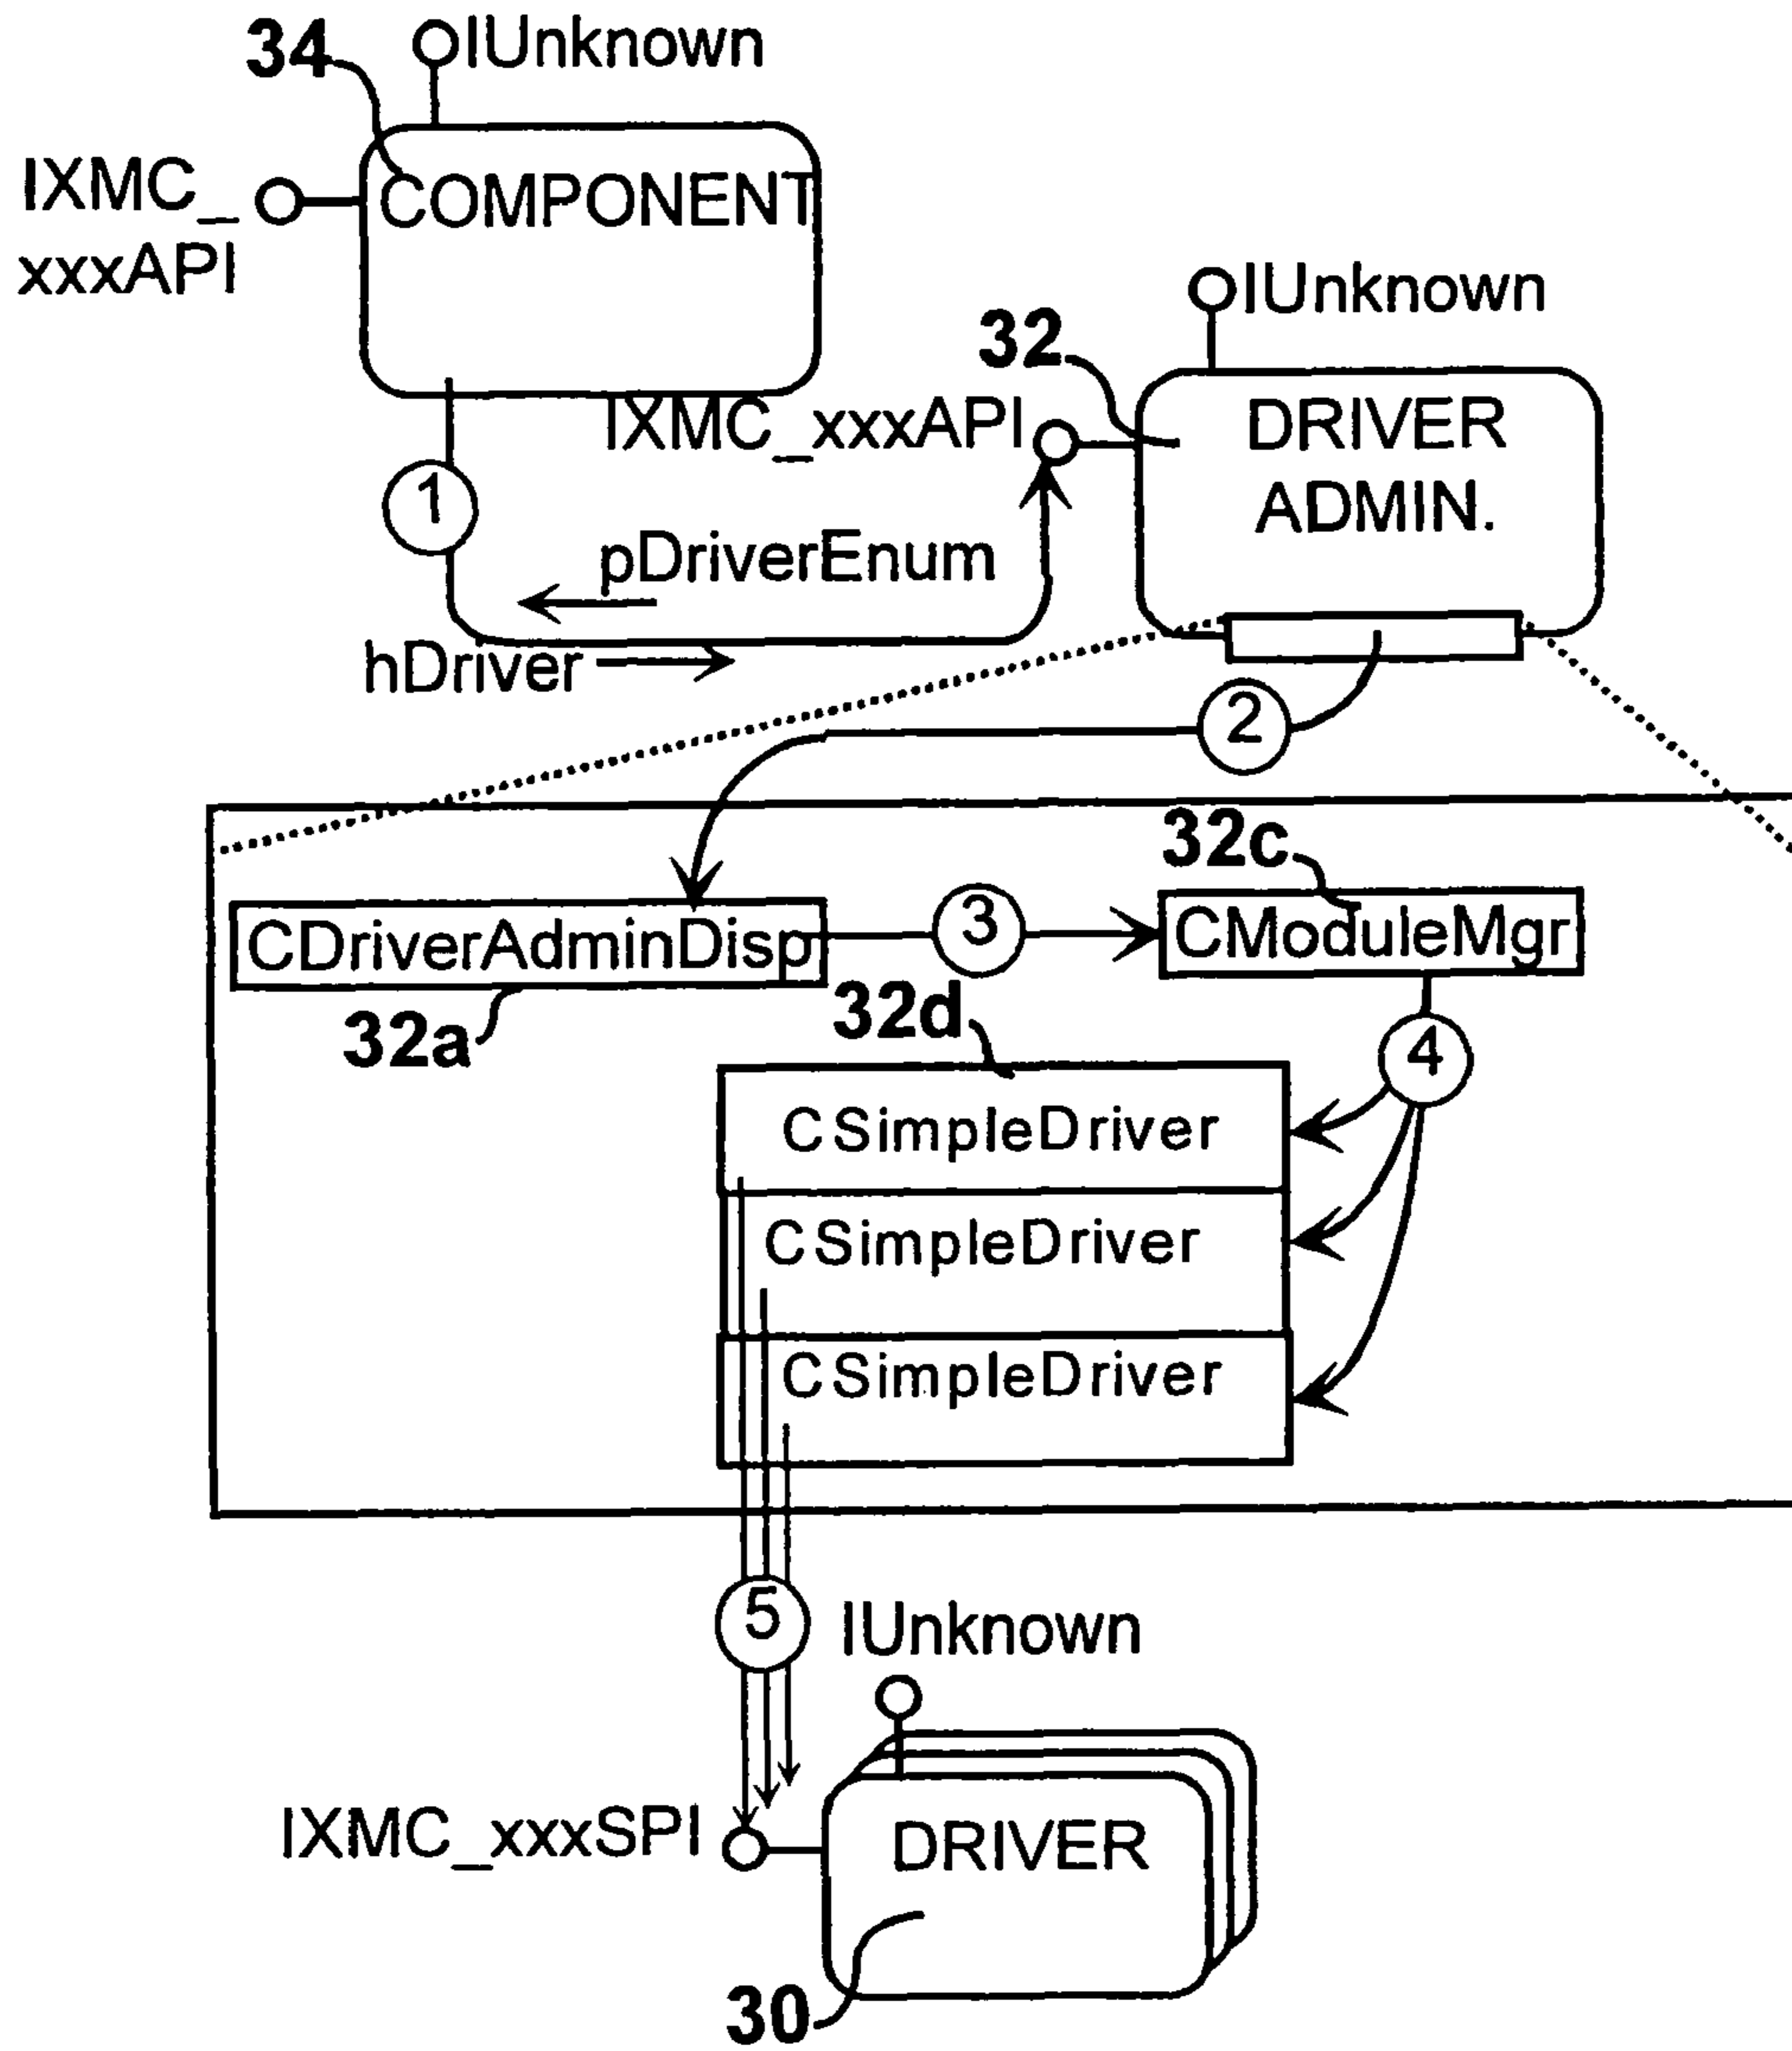 34
IUnknown
IXMC_
xxxAPI
COMPONENT
IUnknown
32
IXMC_xxxAPI
DRIVER
ADMIN.
1
pDriverEnum
hDriver
2
32c
CDriverAdminDisp
3
CModuleMgr
32a
32d
4
CSimpleDriver
CSimpleDriver
CSimpleDriver
5
IUnknown
IXMC_xxxSPI
DRIVER
30